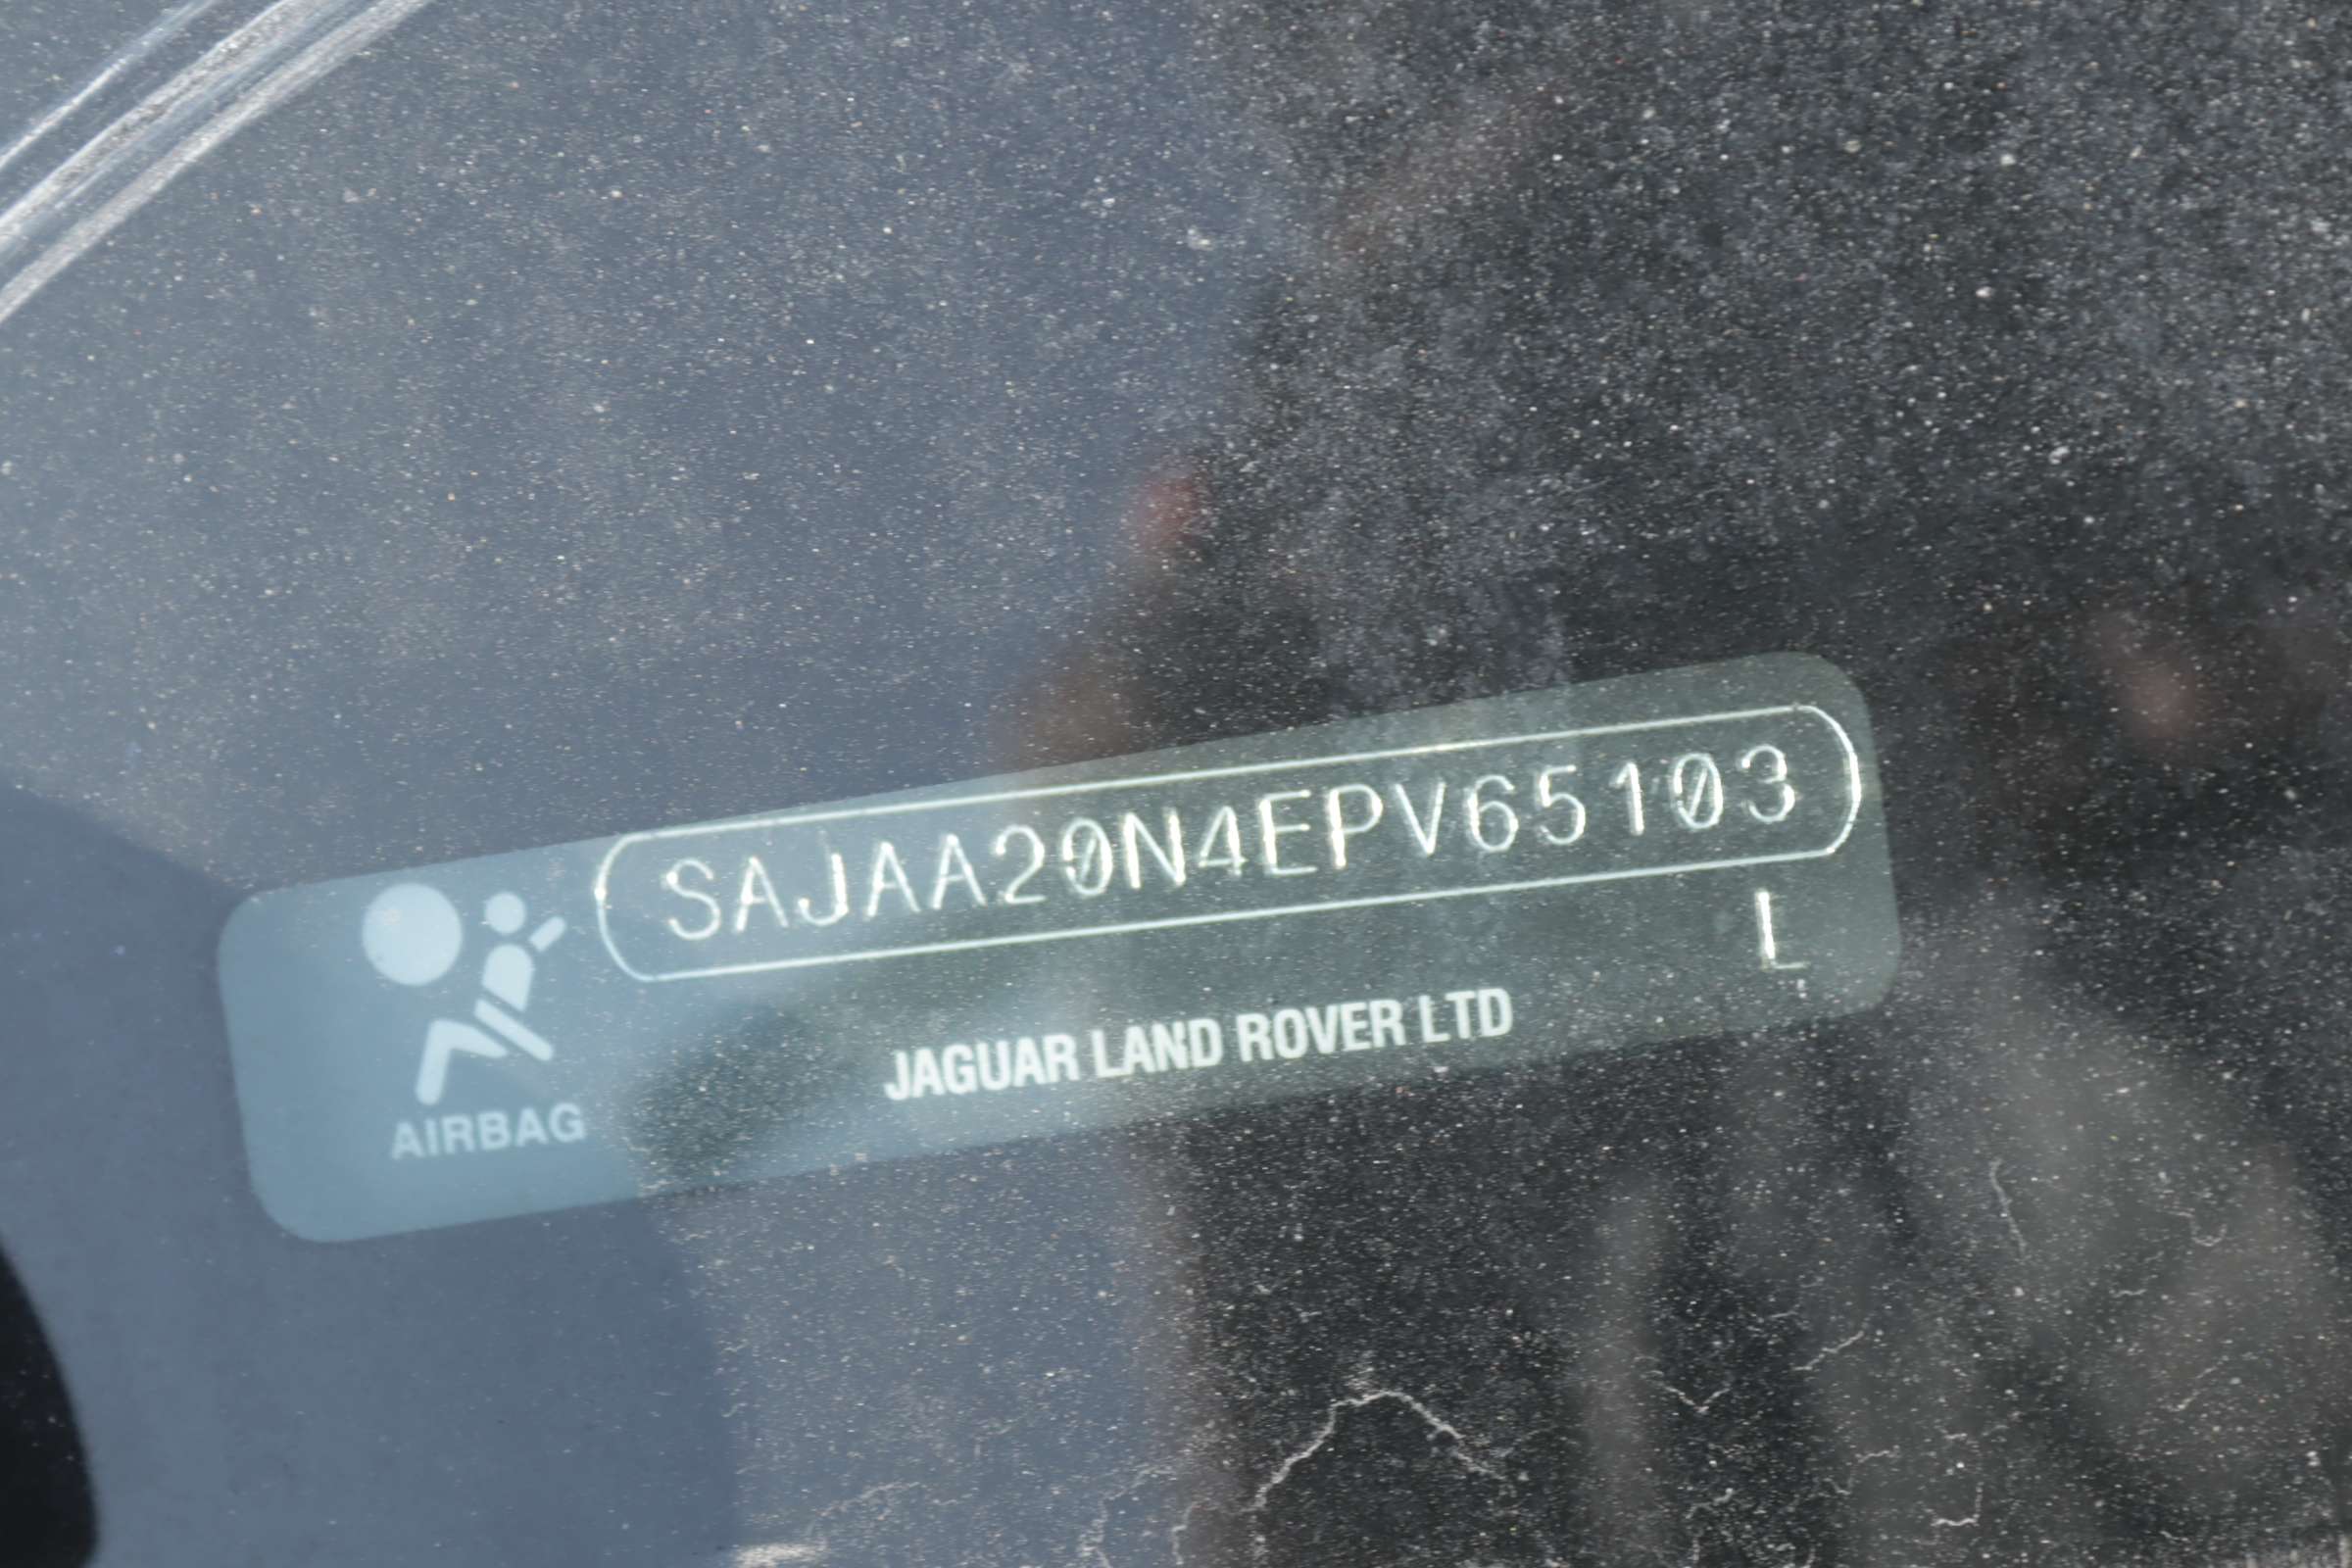 SAJAA20N4EPV65103
L
JAGUAR LAND ROVER LTD
AIRBAG